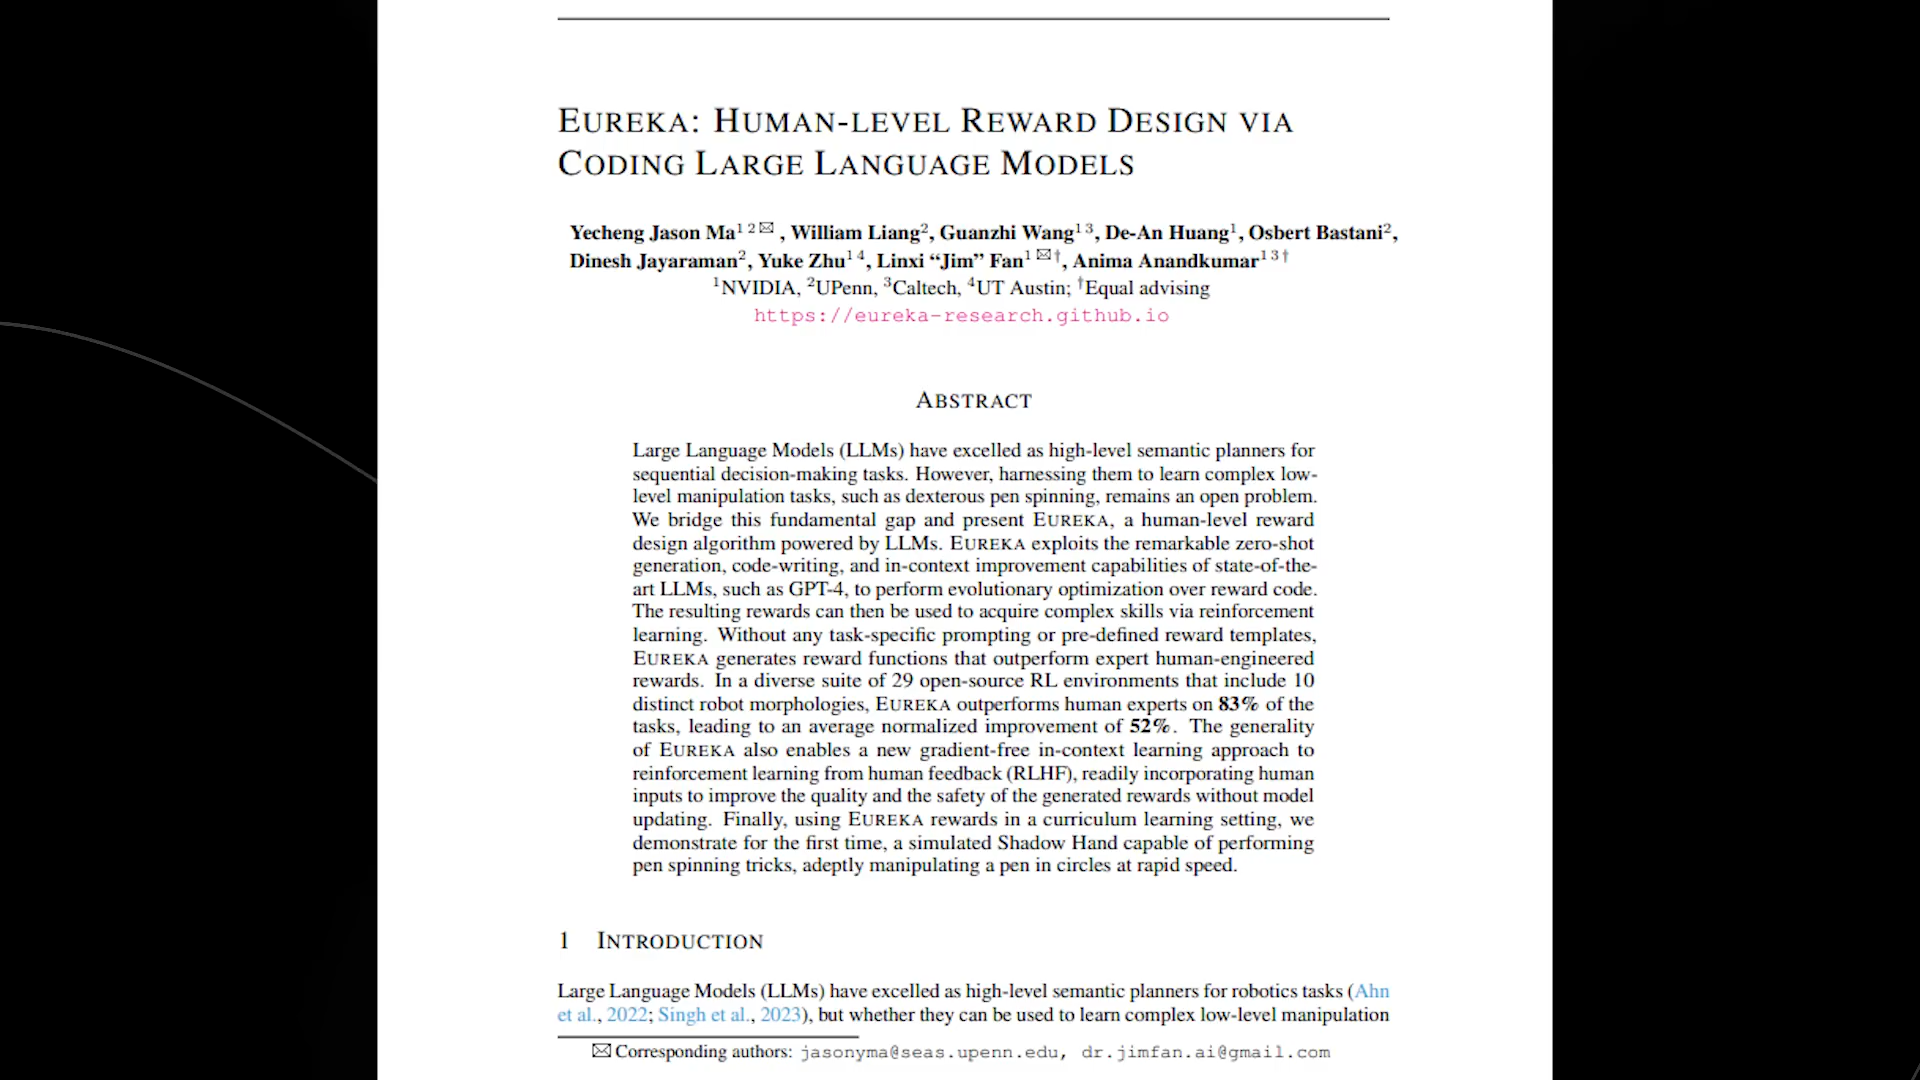 EUREKA: HUMAN-LEVEL REWARD DESIGN VIA
CODING LARGE LANGUAGE MODELS
Yecheng Jason Ma¹ ²✉, William Liang², Guanzhi Wang¹ ³, De-An Huang¹, Osbert Bastani²,
Dinesh Jayaraman², Yuke Zhu¹ ⁴, Linxi “Jim” Fan¹ ✉†, Anima Anandkumar¹ ³ †
¹NVIDIA, ²UPenn, ³Caltech, ⁴UT Austin; †Equal advising
https://eureka-research.github.io
ABSTRACT
Large Language Models (LLMs) have excelled as high-level semantic planners for
sequential decision-making tasks. However, harnessing them to learn complex low-
level manipulation tasks, such as dexterous pen spinning, remains an open problem.
We bridge this fundamental gap and present EUREKA, a human-level reward
design algorithm powered by LLMs. EUREKA exploits the remarkable zero-shot
generation, code-writing, and in-context improvement capabilities of state-of-the-
art LLMs, such as GPT-4, to perform evolutionary optimization over reward code.
The resulting rewards can then be used to acquire complex skills via reinforcement
learning. Without any task-specific prompting or pre-defined reward templates,
EUREKA generates reward functions that outperform expert human-engineered
rewards. In a diverse suite of 29 open-source RL environments that include 10
distinct robot morphologies, EUREKA outperforms human experts on 83% of the
tasks, leading to an average normalized improvement of 52%. The generality
of EUREKA also enables a new gradient-free in-context learning approach to
reinforcement learning from human feedback (RLHF), readily incorporating human
inputs to improve the quality and the safety of the generated rewards without model
updating. Finally, using EUREKA rewards in a curriculum learning setting, we
demonstrate for the first time, a simulated Shadow Hand capable of performing
pen spinning tricks, adeptly manipulating a pen in circles at rapid speed.
1 INTRODUCTION
Large Language Models (LLMs) have excelled as high-level semantic planners for robotics tasks (Ahn
et al., 2022; Singh et al., 2023), but whether they can be used to learn complex low-level manipulation
✉Corresponding authors: jasonyma@seas.upenn.edu, dr.jimfan.ai@gmail.com